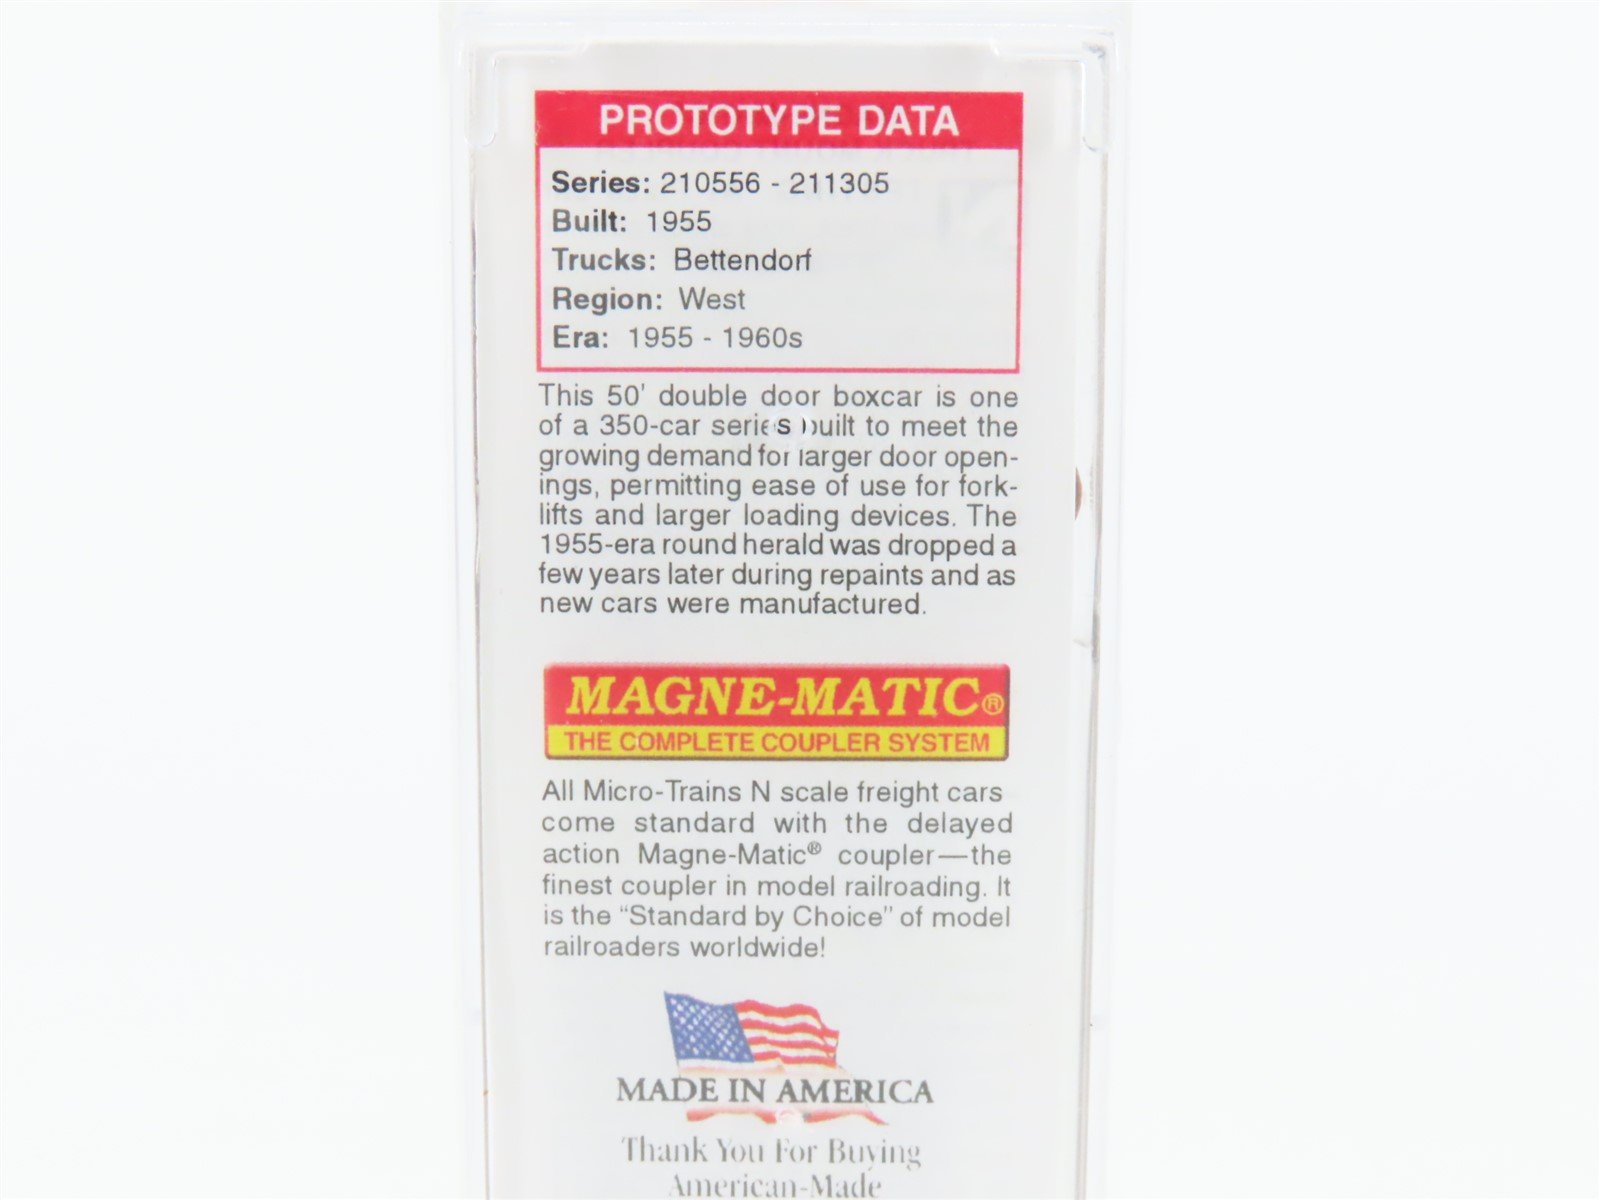 PROTOTYPE DATA
Series: 210556 - 211305
Built: 1955
Trucks: Bettendorf
Region: West
Era: 1955 - 1960s
This 50' double door boxcar is one
of a 350-car series built to meet the
growing demand for larger door open-
ings, permitting ease of use for fork-
lifts and larger loading devices. The
1955-era round herald was dropped a
few years later during repaints and as
new cars were manufactured.
MAGNE-MATIC®
THE COMPLETE COUPLER SYSTEM
All Micro-Trains N scale freight cars
come standard with the delayed
action Magne-Matic® coupler—the
finest coupler in model railroading. It
is the “Standard by Choice” of model
railroaders worldwide!
MADE IN AMERICA
Thank You For Buying
American-Made